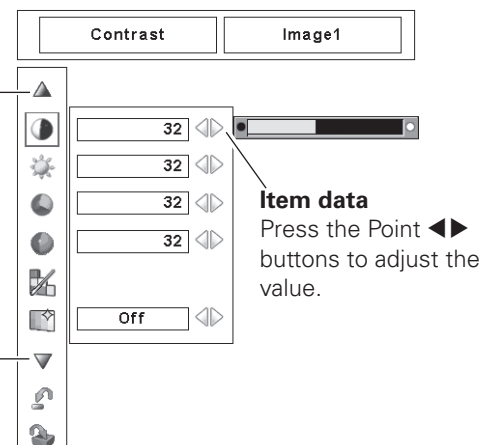 Contrast Image1
32
32
32
32
Off
Item data
Press the Point ◀▶
buttons to adjust the
value.